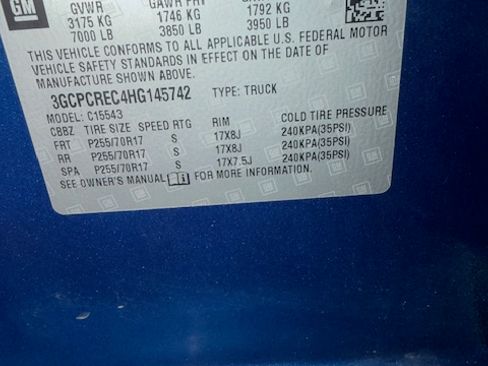 GM
GVWR GAWR FRT
3175 KG 1746 KG 1792 KG
7000 LB 3850 LB 3950 LB
THIS VEHICLE CONFORMS TO ALL APPLICABLE U.S. FEDERAL MOTOR
VEHICLE SAFETY STANDARDS IN EFFECT ON THE DATE OF
MANUFACTURE SHOWN ABOVE.
3GCPCREC4HG145742 TYPE: TRUCK
MODEL: C15543
CBBZ TIRE SIZE SPEED RTG RIM COLD TIRE PRESSURE
FRT P255/70R17 S 17X8J 240KPA(35PSI)
RR P255/70R17 S 17X8J 240KPA(35PSI)
SPA P255/70R17 S 17X7.5J 240KPA(35PSI)
SEE OWNER'S MANUAL FOR MORE INFORMATION.